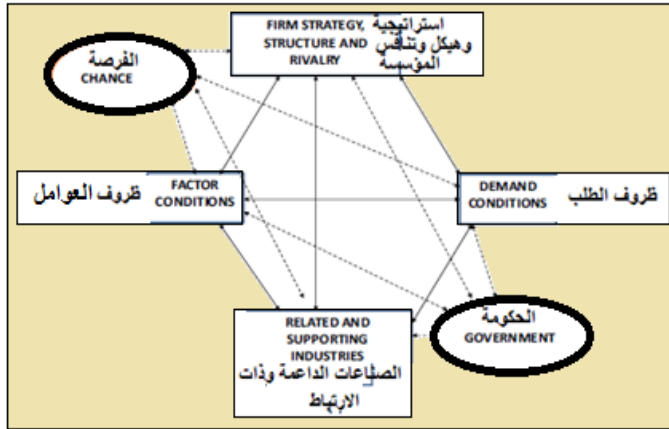 FIRM STRATEGY,
STRUCTURE AND
RIVALRY
استراتيجية
وهيكل وتنافس
المؤسسة
الفرصة
CHANCE
ظروف العوامل
FACTOR
CONDITIONS
DEMAND
CONDITIONS
ظروف الطلب
RELATED AND
SUPPORTING
INDUSTRIES
الصناعات الداعمة وذات
الارتباط
الحكومة
GOVERNMENT